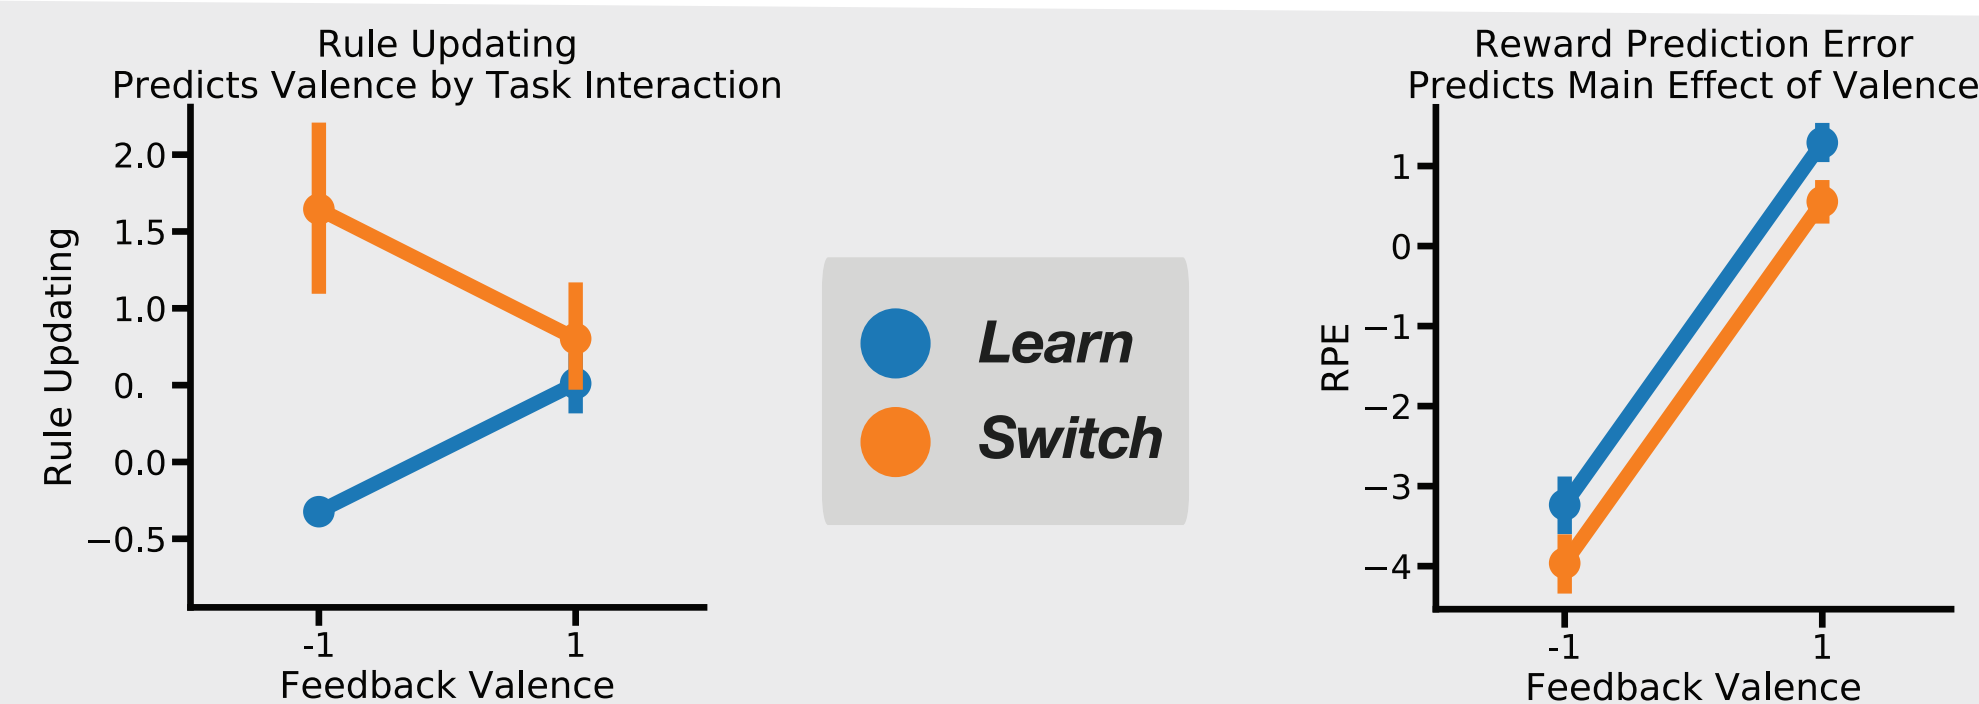 Rule Updating
Predicts Valence by Task Interaction
2.0
1.5
1.0
0.
0.0
−0.5
Rule Updating
-1
1
Feedback Valence
Learn
Switch
Reward Prediction Error
Predicts Main Effect of Valence
1
0
−1
−2
−3
−4
RPE
-1
1
Feedback Valence